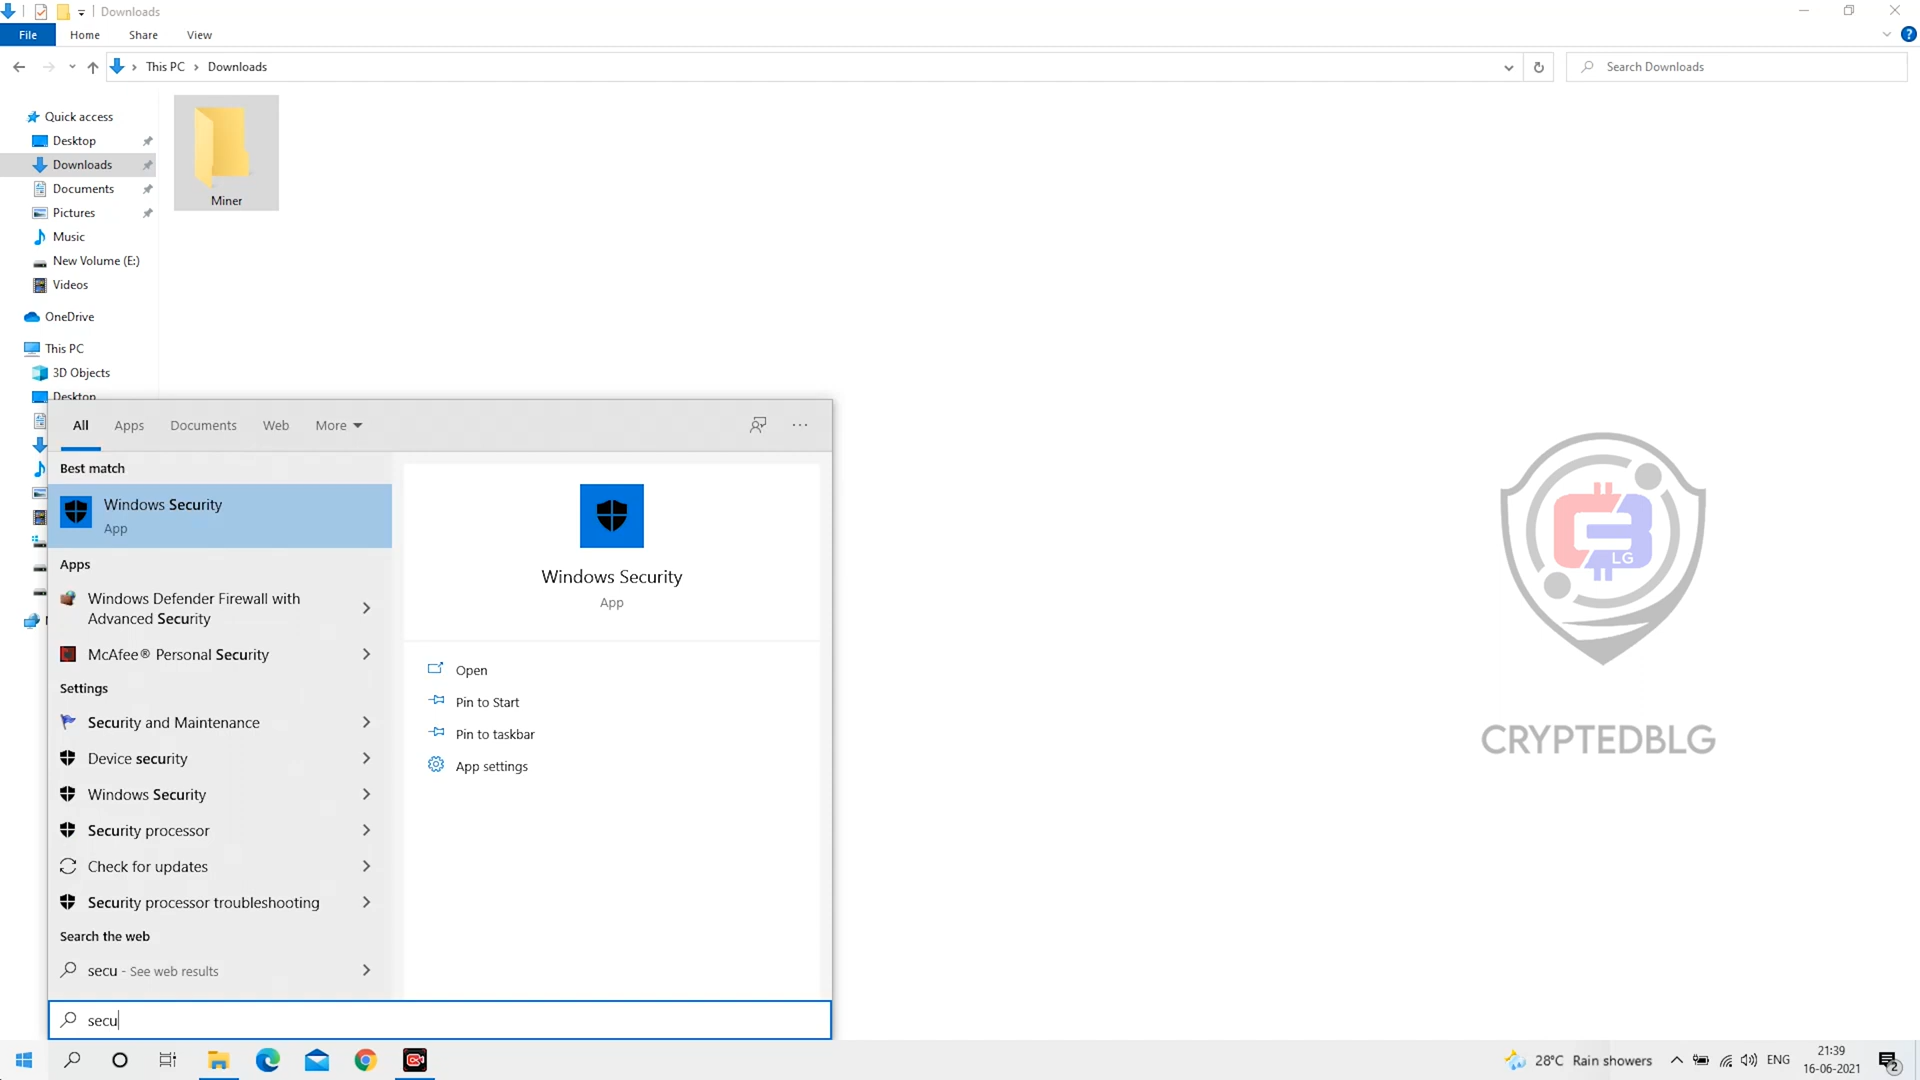 Downloads
File
Home
Share
View
This PC
Downloads
Search Downloads
Quick access
Desktop
Downloads
Documents
Pictures
Music
New Volume (E:)
Videos
OneDrive
This PC
3D Objects
Desktop
Miner
All
Apps
Documents
Web
More
Best match
Windows Security
App
Apps
Windows Defender Firewall with
Advanced Security
McAfee® Personal Security
Settings
Security and Maintenance
Device security
Windows Security
Security processor
Check for updates
Security processor troubleshooting
Search the web
secu - See web results
secu
Windows Security
App
Open
Pin to Start
Pin to taskbar
App settings
LG
CRYPTEDBLG
28°C Rain showers
ENG
21:39
16-06-2021
2